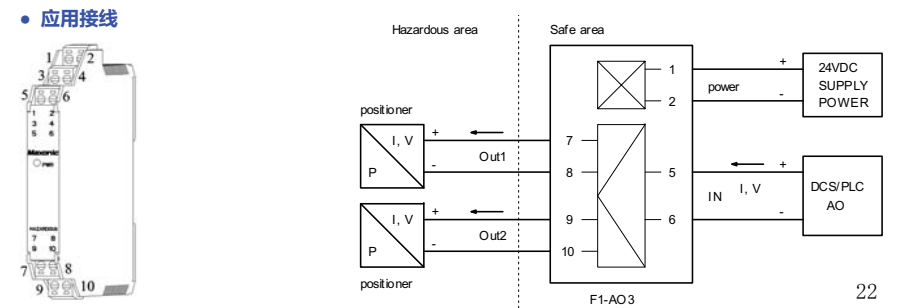 • 应用接线
1 2
3 4
5 6
1 2
3 4
5 6
Maxonic
PWR
HAZARDOUS
7 8
9 10
7 8
9 10
Hazardous area
Safe area
positioner
I, V
P
+
-
Out1
7
8
1
2
power
+
-
24VDC
SUPPLY
POWER
I, V
P
+
-
Out2
9
10
5
6
IN
I, V
+
-
DCS/PLC
AO
positioner
F1-AO3
22